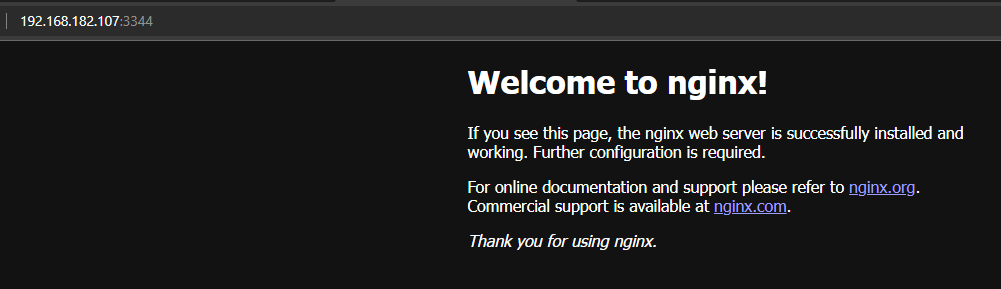 192.168.182.107:3344
Welcome to nginx!
If you see this page, the nginx web server is successfully installed and
working. Further configuration is required.
For online documentation and support please refer to nginx.org.
Commercial support is available at nginx.com.
Thank you for using nginx.